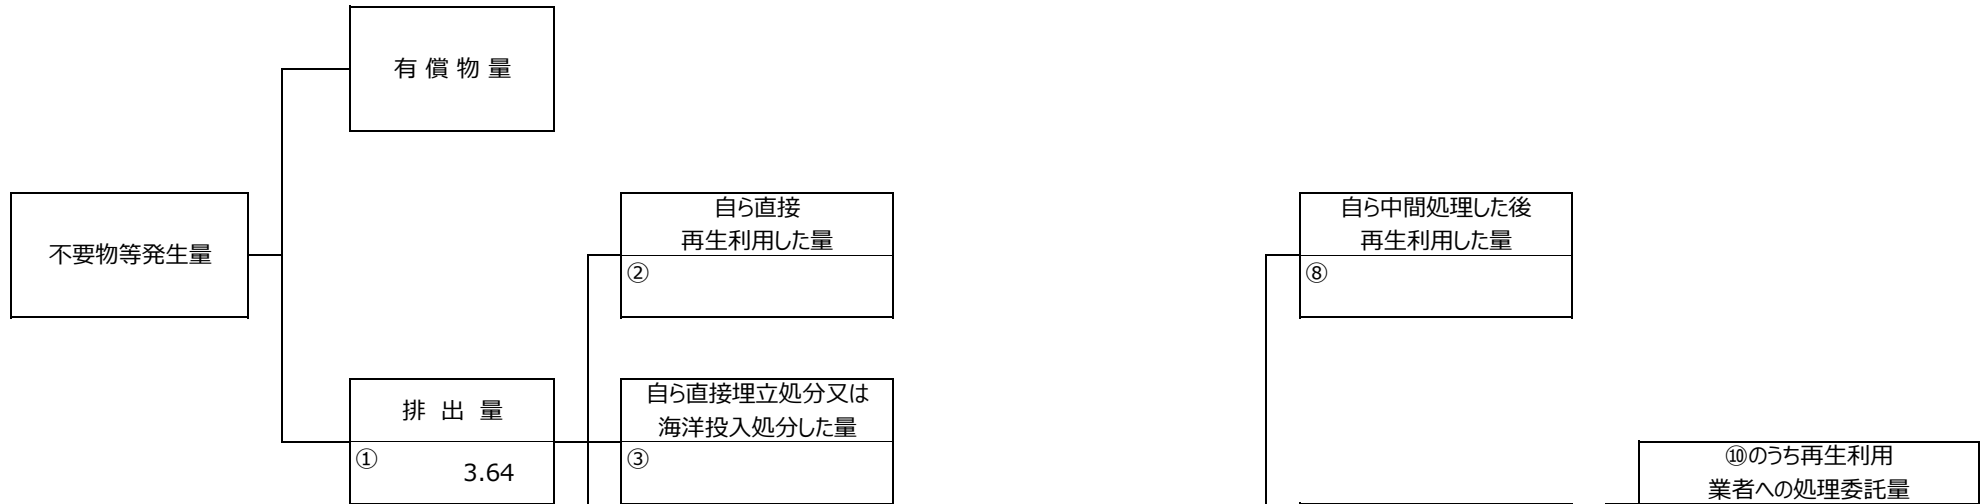 有 償 物 量
不要物等発生量
自ら直接
再生利用した量
②
自ら中間処理した後
再生利用した量
⑧
排 出 量
①
3.64
自ら直接埋立処分又は
海洋投入処分した量
③
⑩のうち再生利用
業者への処理委託量